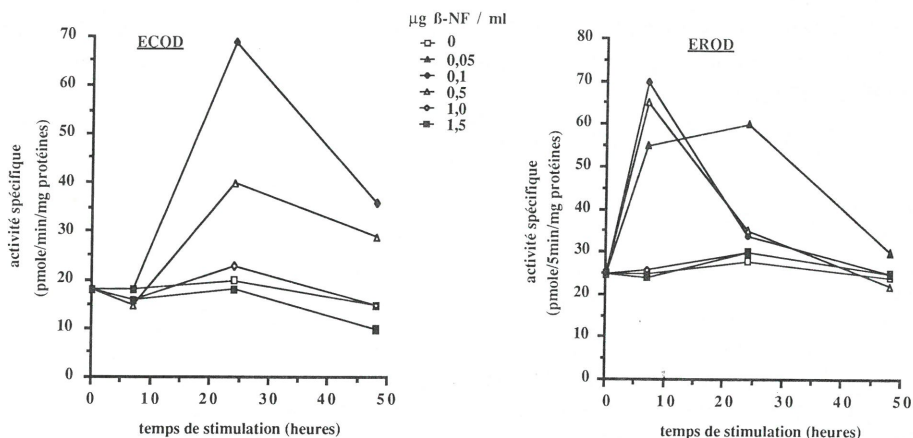 µg ß-NF / ml
0
0,05
0,1
0,5
1,0
1,5
ECOD
70
60
50
40
30
20
10
0
activité spécifique
(pmole/min/mg protéines)
0 10 20 30 40 50
temps de stimulation (heures)
EROD
80
70
60
50
40
30
20
10
0
activité spécifique
(pmole/5min/mg protéines)
0 10 20 30 40 50
temps de stimulation (heures)